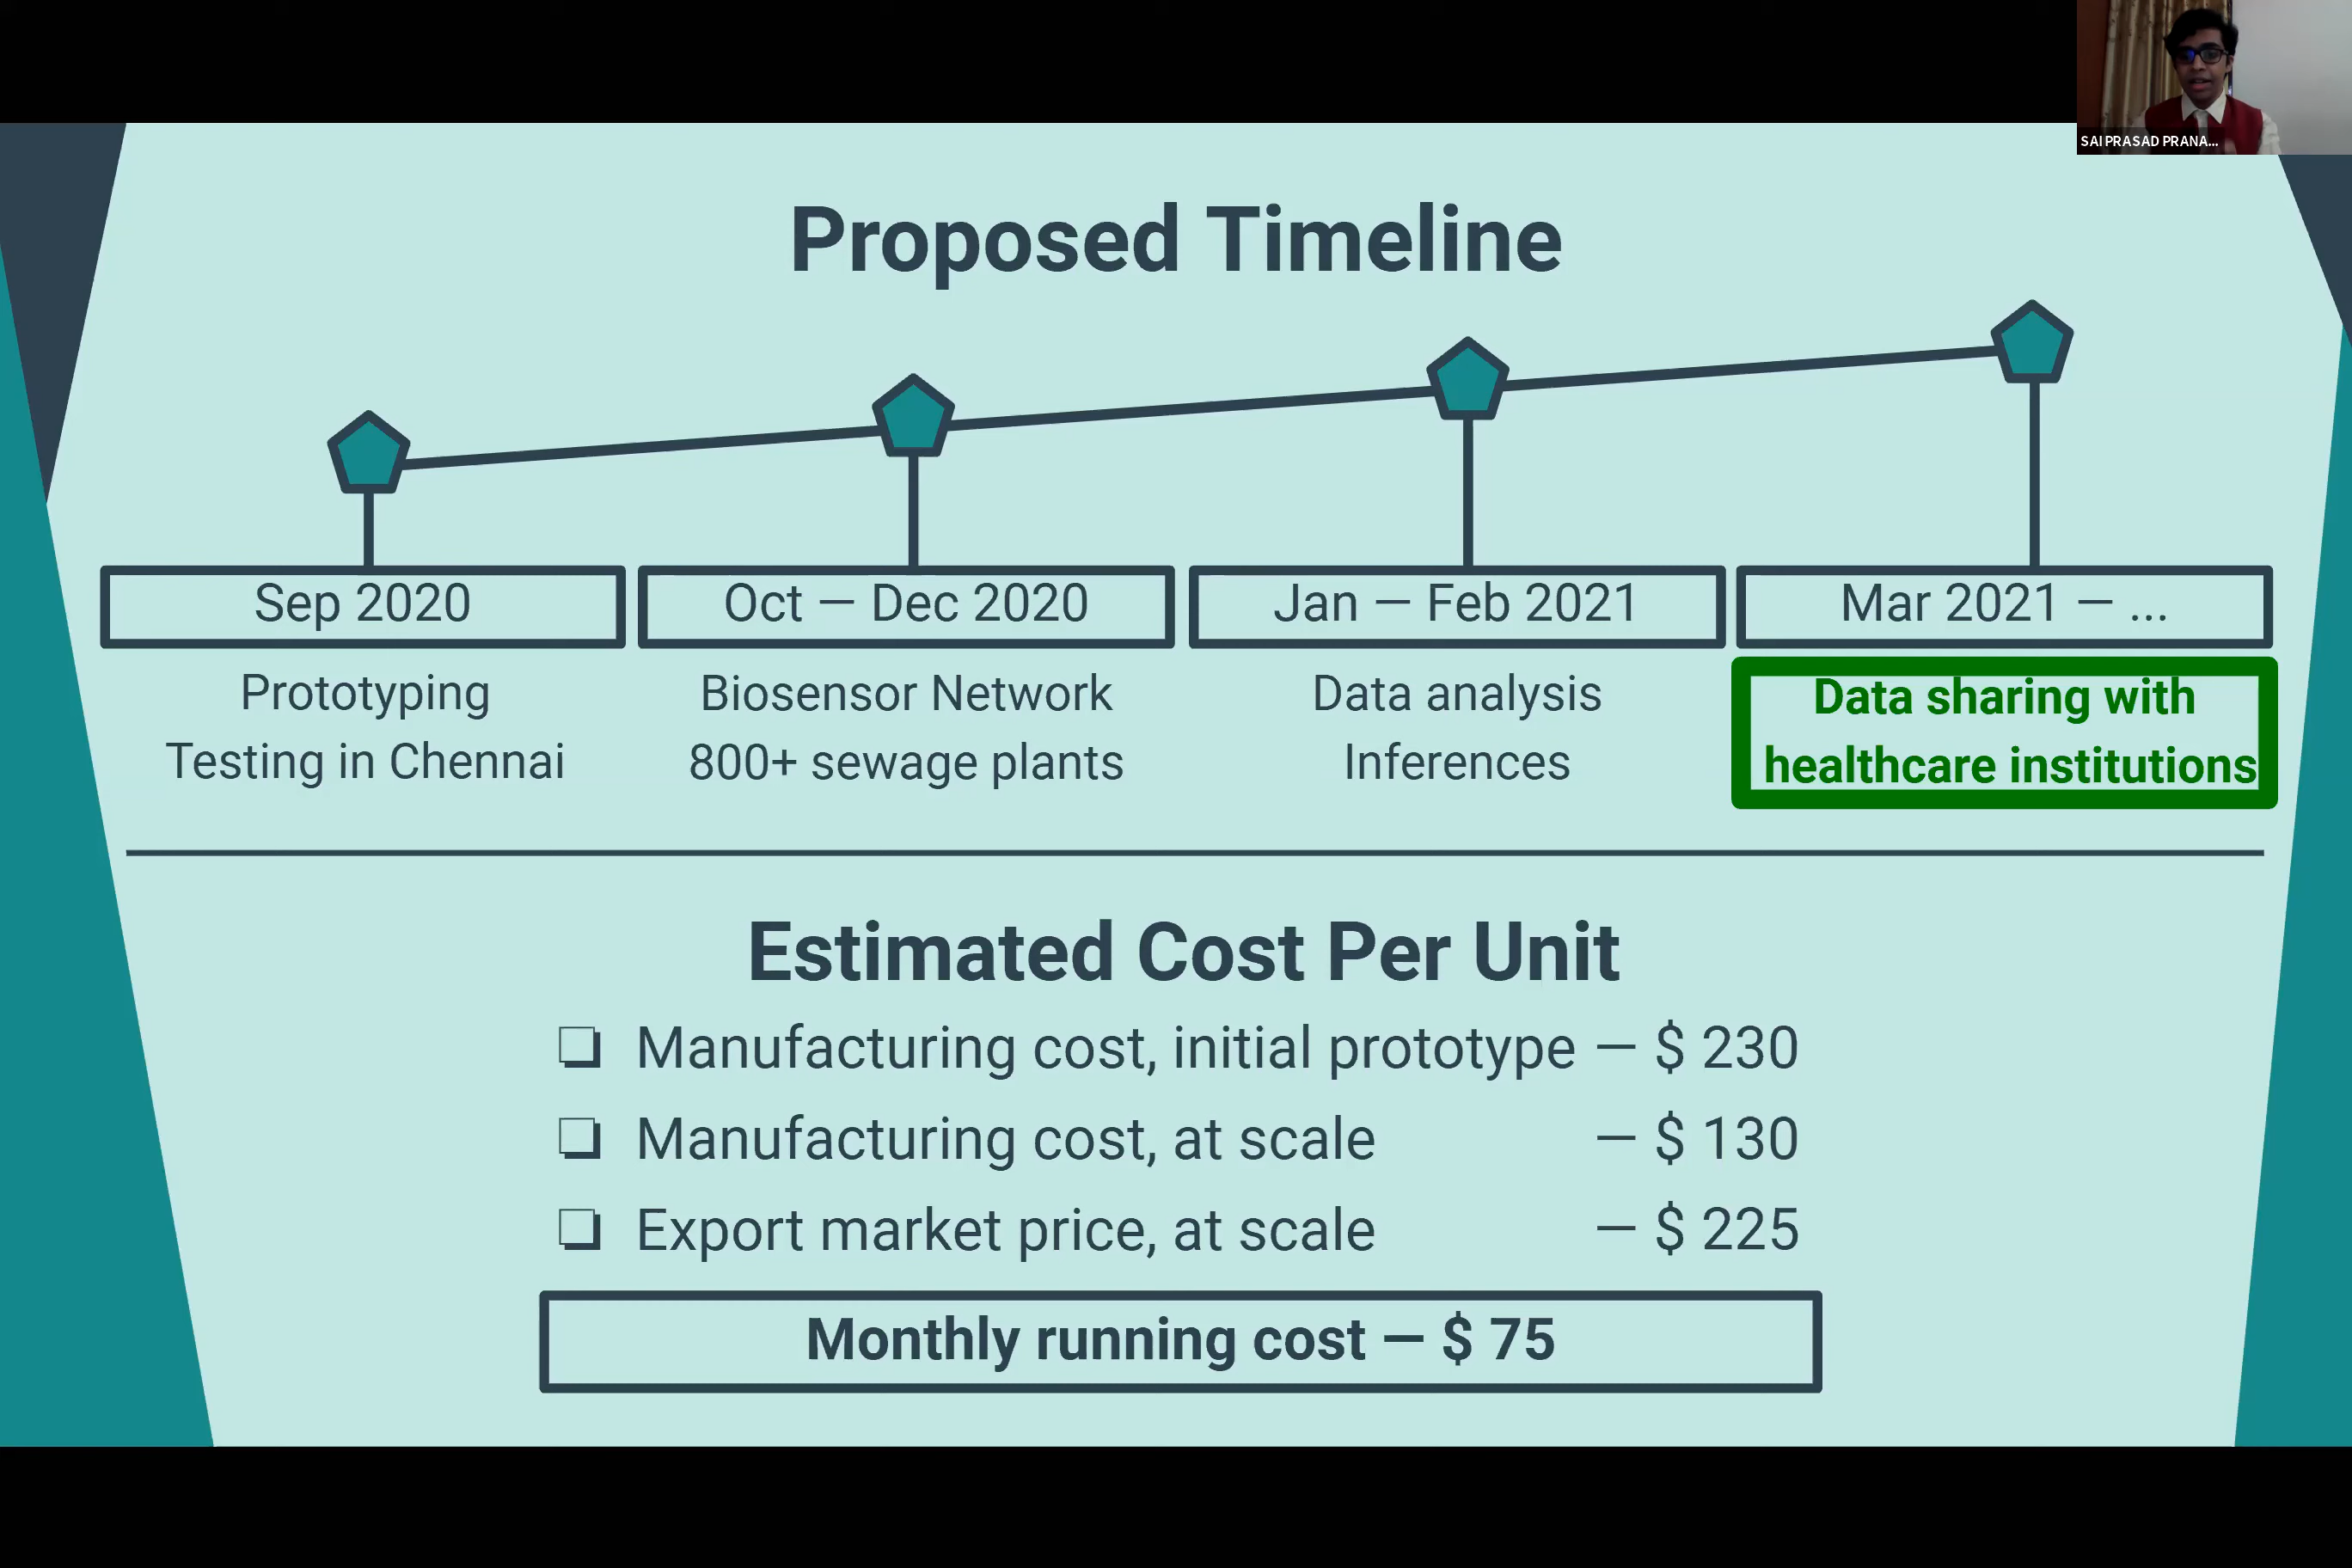 SAI PRASAD PRANA...
Proposed Timeline
Sep 2020
Oct — Dec 2020
Jan — Feb 2021
Mar 2021 — ...
Prototyping
Testing in Chennai
Biosensor Network
800+ sewage plants
Data analysis
Inferences
Data sharing with
healthcare institutions
Estimated Cost Per Unit
❏ Manufacturing cost, initial prototype — $ 230
❏ Manufacturing cost, at scale — $ 130
❏ Export market price, at scale — $ 225
Monthly running cost — $ 75